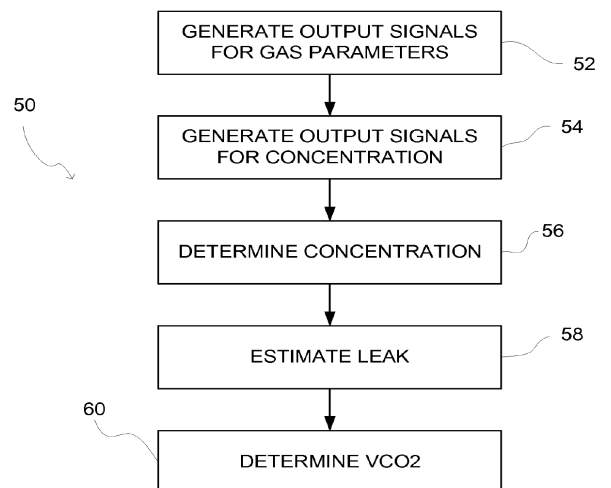 GENERATE OUTPUT SIGNALS
FOR GAS PARAMETERS
52
50
GENERATE OUTPUT SIGNALS
FOR CONCENTRATION
54
DETERMINE CONCENTRATION
56
ESTIMATE LEAK
58
60
DETERMINE VCO2